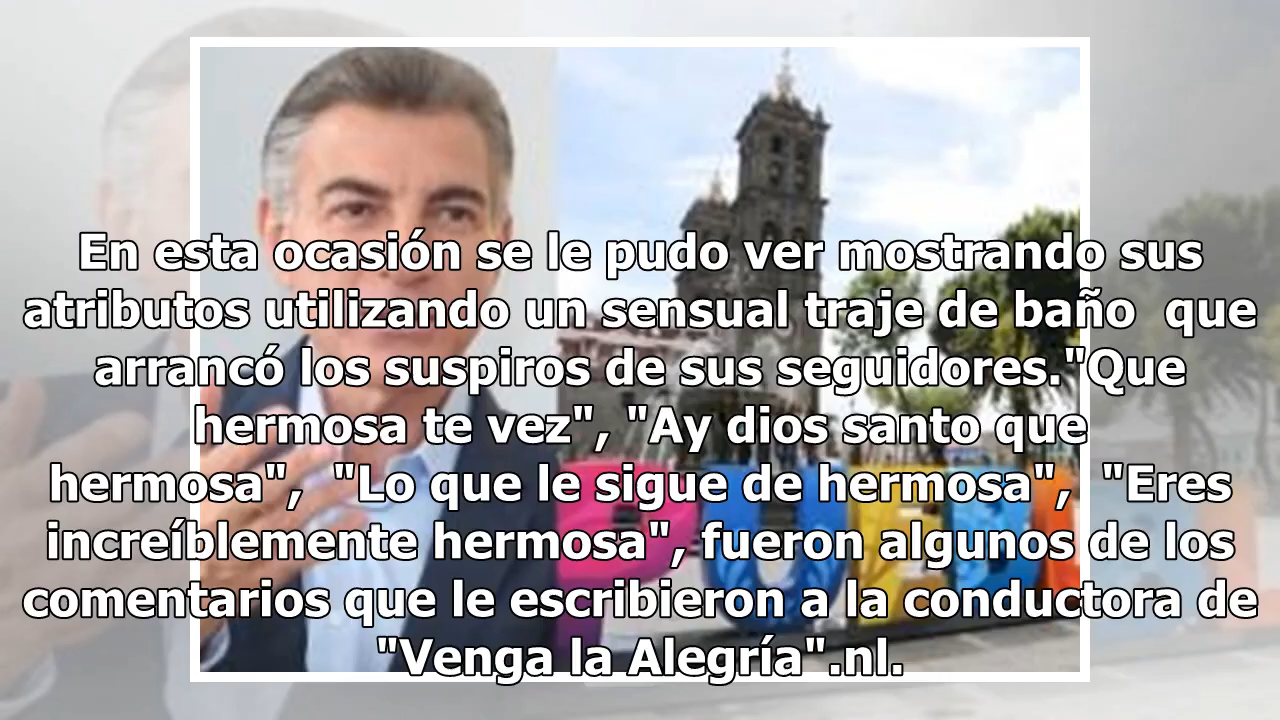 En esta ocasión se le pudo ver mostrando sus
atributos utilizando un sensual traje de baño  que
arrancó los suspiros de sus seguidores."Que
hermosa te vez", "Ay dios santo que
hermosa",  "Lo que le sigue de hermosa",  "Eres
increíblemente hermosa", fueron algunos de los
comentarios que le escribieron a la conductora de
"Venga la Alegría".nl.